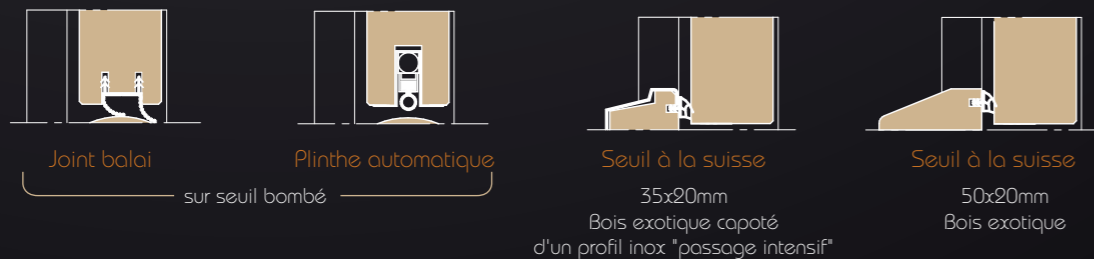 Joint balai
Plinthe automatique
sur seuil bombé
Seuil à la suisse
35x20mm
Bois exotique capoté
d'un profil inox "passage intensif"
Seuil à la suisse
50x20mm
Bois exotique